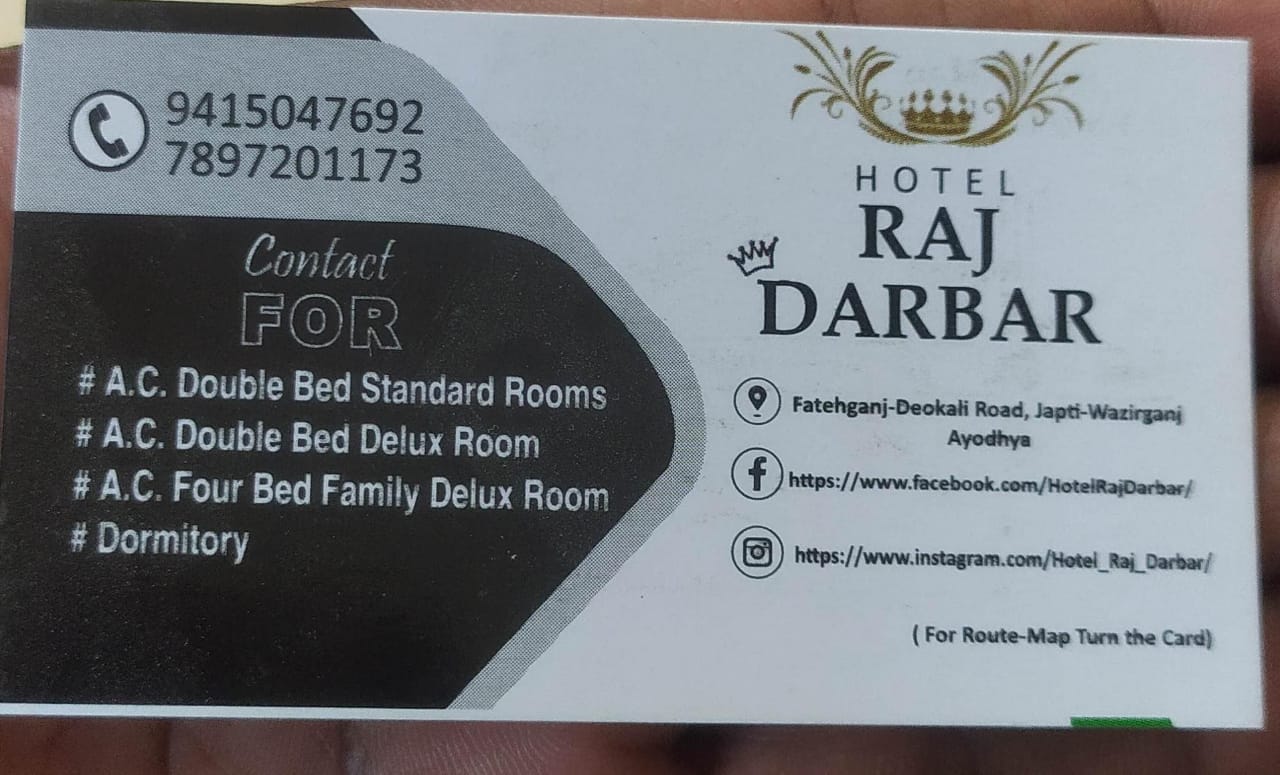 9415047692
7897201173
Contact
FOR
# A.C. Double Bed Standard Rooms
# A.C. Double Bed Delux Room
# A.C. Four Bed Family Delux Room
# Dormitory
HOTEL
RAJ
DARBAR
Fatehganj-Deokali Road, Japti-Wazirganj
Ayodhya
https://www.facebook.com/HotelRajDarbar/
https://www.instagram.com/Hotel_Raj_Darbar/
( For Route-Map Turn the Card)